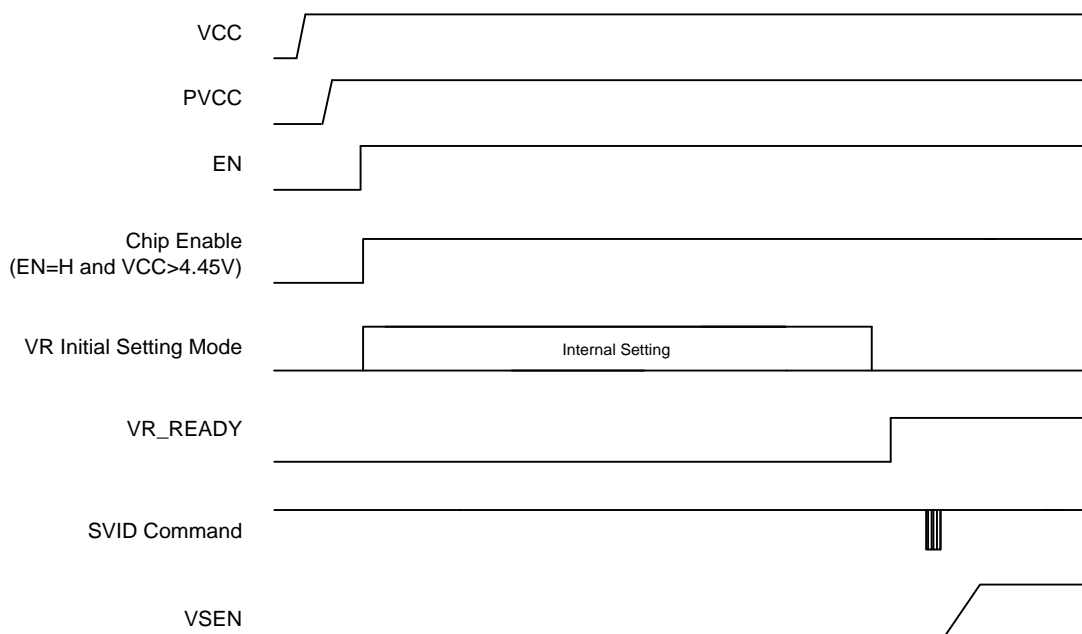 VCC
PVCC
EN
Chip Enable
(EN=H and VCC>4.45V)
VR Initial Setting Mode
Internal Setting
VR_READY
SVID Command
VSEN